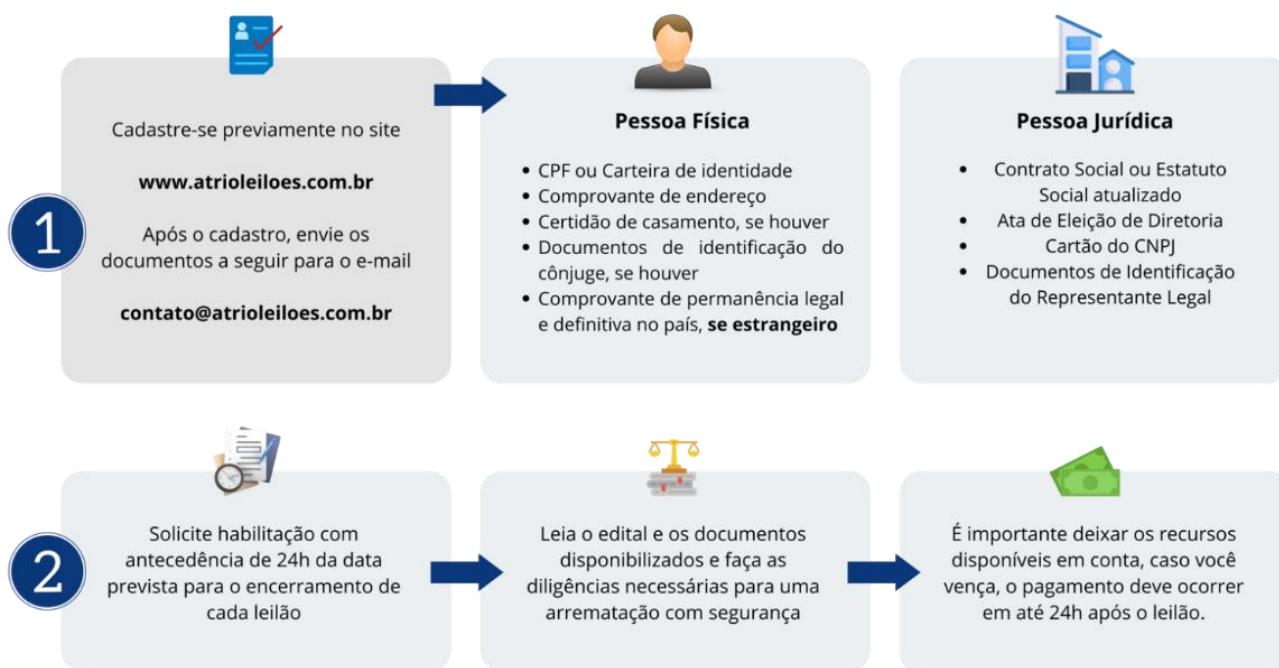 1
Cadastre-se previamente no site
www.atrioleiloes.com.br
Após o cadastro, envie os
documentos a seguir para o e-mail
contato@atrioleiloes.com.br
Pessoa Física
• CPF ou Carteira de identidade
• Comprovante de endereço
• Certidão de casamento, se houver
• Documentos de identificação do
cônjuge, se houver
• Comprovante de permanência legal
e definitiva no país, se estrangeiro
Pessoa Jurídica
• Contrato Social ou Estatuto
Social atualizado
• Ata de Eleição de Diretoria
• Cartão do CNPJ
• Documentos de Identificação
do Representante Legal
2
Solicite habilitação com
antecedência de 24h da data
prevista para o encerramento de
cada leilão
Leia o edital e os documentos
disponibilizados e faça as
diligências necessárias para uma
arrematação com segurança
É importante deixar os recursos
disponíveis em conta, caso você
vença, o pagamento deve ocorrer
em até 24h após o leilão.